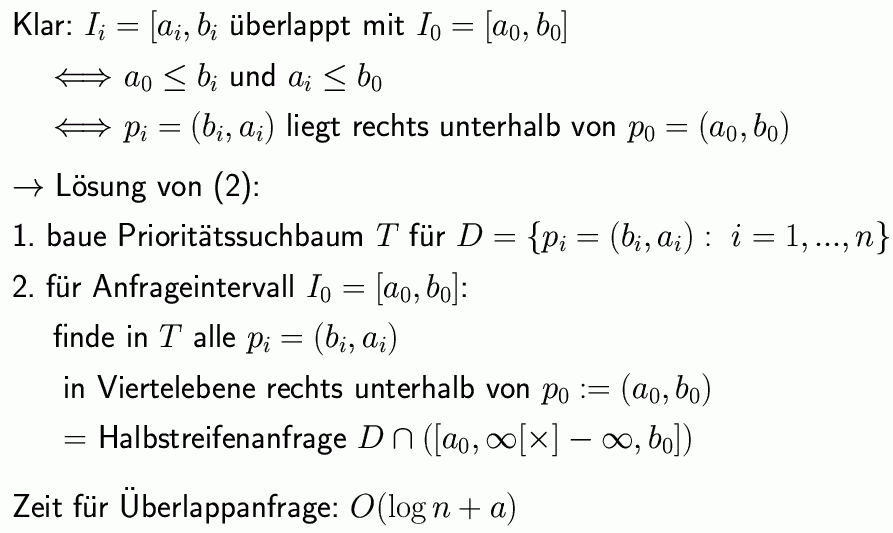 Klar: I_i = [a_i, b_i überlappt mit I_0 = [a_0, b_0]
⟺ a_0 ≤ b_i und a_i ≤ b_0
⟺ p_i = (b_i, a_i) liegt rechts unterhalb von p_0 = (a_0, b_0)
→ Lösung von (2):
1. baue Prioritätssuchbaum T für D = {p_i = (b_i, a_i) : i = 1, ..., n}
2. für Anfrageintervall I_0 = [a_0, b_0]:
finde in T alle p_i = (b_i, a_i)
in Viertelebene rechts unterhalb von p_0 := (a_0, b_0)
= Halbstreifenanfrage D ∩ ([a_0, ∞[×] − ∞, b_0])
Zeit für Überlappanfrage: O(log n + a)